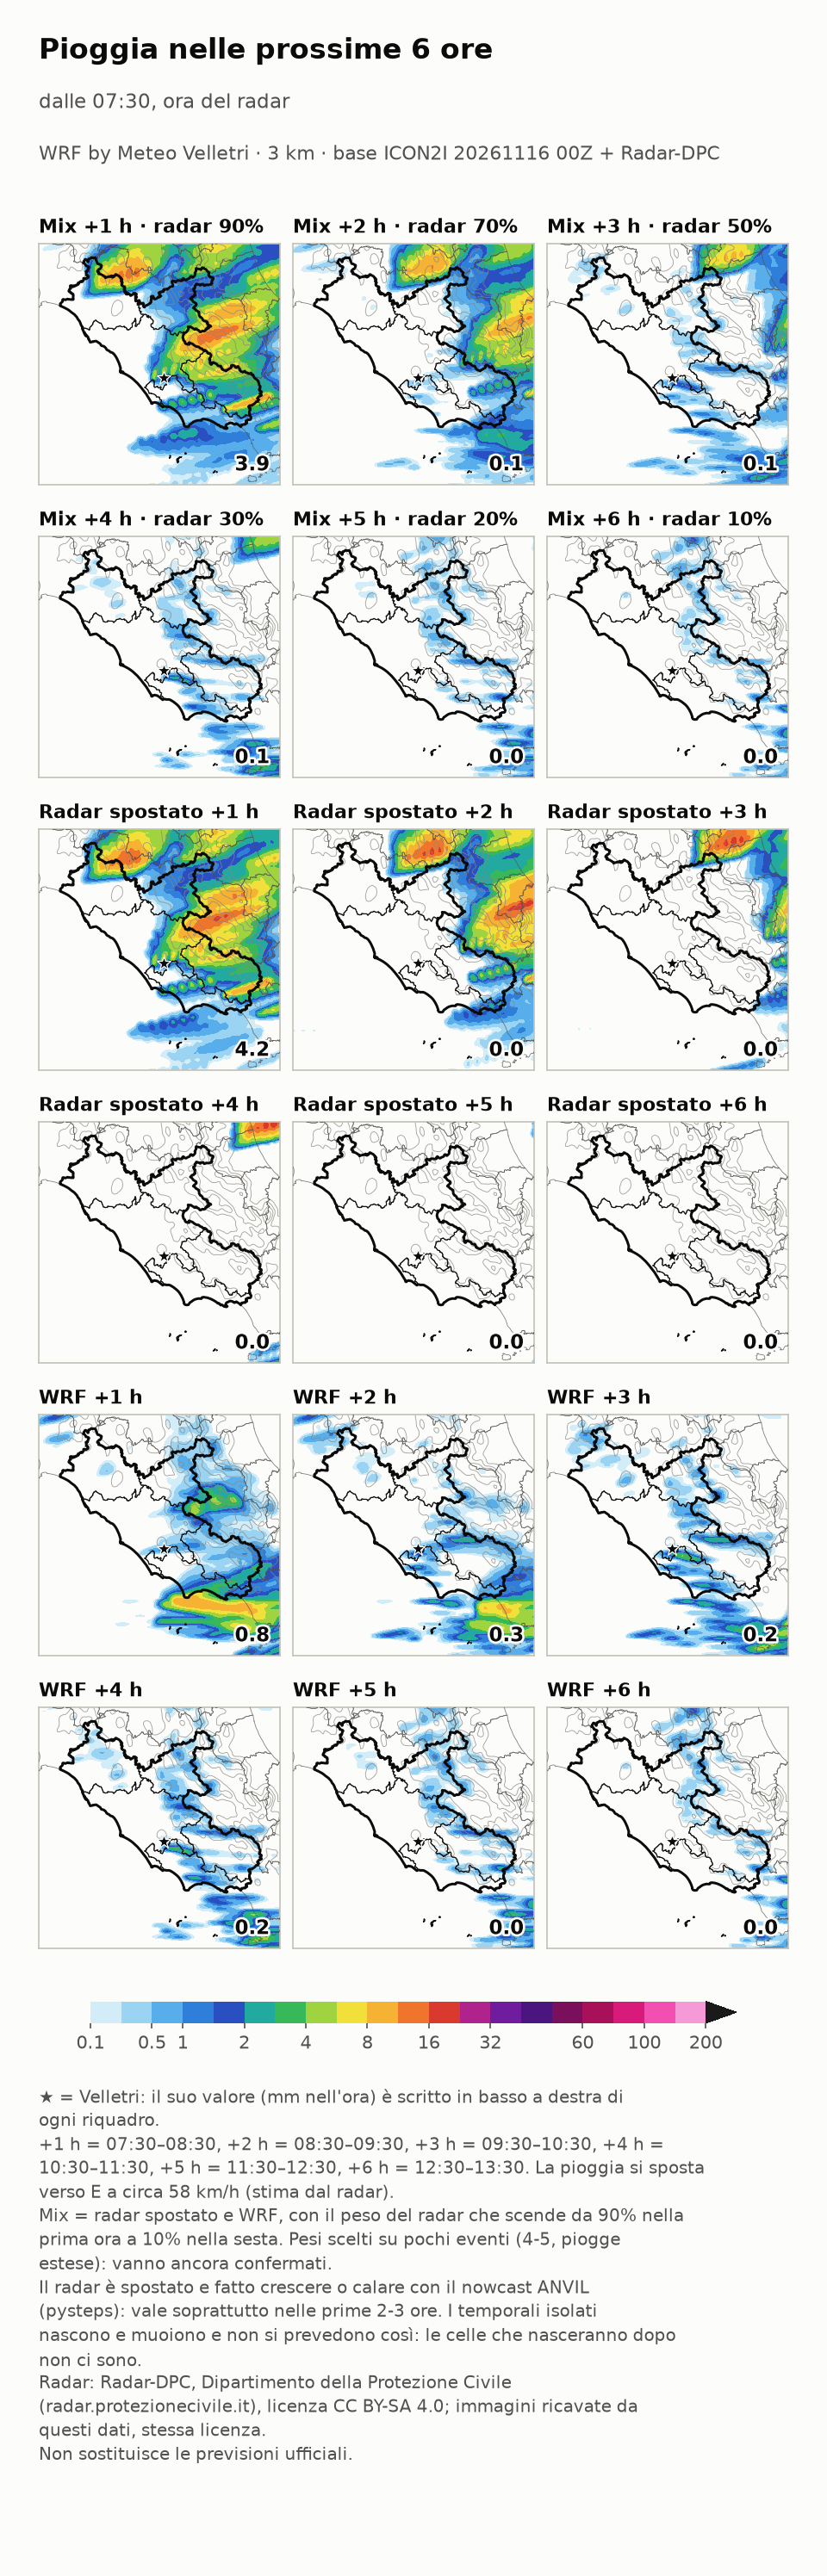 Pioggia nelle prossime 6 ore
dalle 07:30, ora del radar
WRF by Meteo Velletri · 3 km · base ICON2I 20261116 00Z + Radar-DPC
Mix +1 h · radar 90%
Mix +2 h · radar 70%
Mix +3 h · radar 50%
3.9
0.1
0.1
Mix +4 h · radar 30%
Mix +5 h · radar 20%
Mix +6 h · radar 10%
0.1
0.0
0.0
Radar spostato +1 h
Radar spostato +2 h
Radar spostato +3 h
4.2
0.0
0.0
Radar spostato +4 h
Radar spostato +5 h
Radar spostato +6 h
0.0
0.0
0.0
WRF +1 h
WRF +2 h
WRF +3 h
0.8
0.3
0.2
WRF +4 h
WRF +5 h
WRF +6 h
0.2
0.0
0.0
0.1 0.5 1 2 4 8 16 32 60 100 200
★ = Velletri: il suo valore (mm nell'ora) è scritto in basso a destra di
ogni riquadro.
+1 h = 07:30–08:30, +2 h = 08:30–09:30, +3 h = 09:30–10:30, +4 h =
10:30–11:30, +5 h = 11:30–12:30, +6 h = 12:30–13:30. La pioggia si sposta
verso E a circa 58 km/h (stima dal radar).
Mix = radar spostato e WRF, con il peso del radar che scende da 90% nella
prima ora a 10% nella sesta. Pesi scelti su pochi eventi (4-5, piogge
estese): vanno ancora confermati.
Il radar è spostato e fatto crescere o calare con il nowcast ANVIL
(pysteps): vale soprattutto nelle prime 2-3 ore. I temporali isolati
nascono e muoiono e non si prevedono così: le celle che nasceranno dopo
non ci sono.
Radar: Radar-DPC, Dipartimento della Protezione Civile
(radar.protezionecivile.it), licenza CC BY-SA 4.0; immagini ricavate da
questi dati, stessa licenza.
Non sostituisce le previsioni ufficiali.